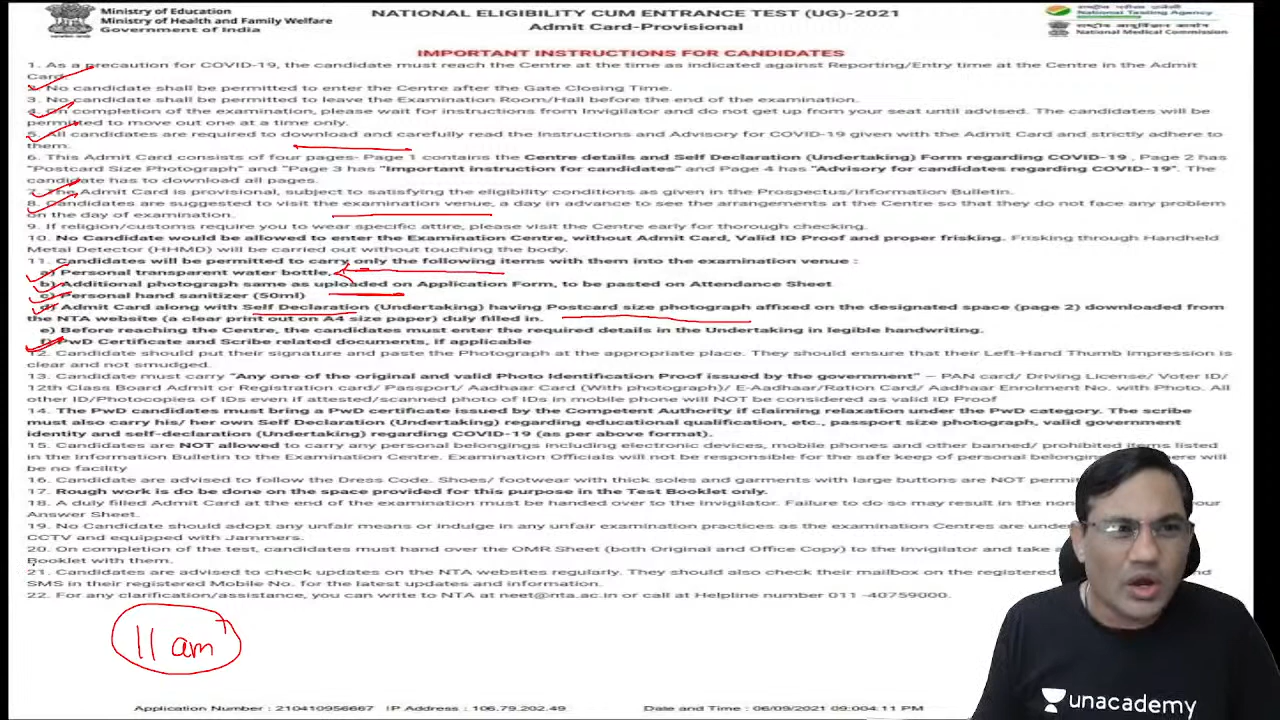 Ministry of Education
Ministry of Health and Family Welfare
Government of India
NATIONAL ELIGIBILITY CUM ENTRANCE TEST (UG)-2021
Admit Card-Provisional
राष्ट्रीय परीक्षा एजेंसी
National Testing Agency
राष्ट्रीय आयुर्विज्ञान आयोग
National Medical Commission
IMPORTANT INSTRUCTIONS FOR CANDIDATES
1. As a precaution for COVID-19, the candidate must reach the Centre at the time as indicated against Reporting/Entry time at the Centre in the Admit
Card.
2. No candidate shall be permitted to enter the Centre after the Gate Closing Time.
3. No candidate shall be permitted to leave the Examination Room/Hall before the end of the examination.
4. On completion of the examination, please wait for instructions from Invigilator and do not get up from your seat until advised. The candidates will be
permitted to move out one at a time only.
5. All candidates are required to download and carefully read the Instructions and Advisory for COVID-19 given with the Admit Card and strictly adhere to
them.
6. This Admit Card consists of four pages- Page 1 contains the Centre details and Self Declaration (Undertaking) Form regarding COVID-19 , Page 2 has
"Postcard Size Photograph" and "Page 3 has "Important instruction for candidates" and Page 4 has "Advisory for candidates regarding COVID-19". The
candidate has to download all pages.
7. The Admit Card is provisional, subject to satisfying the eligibility conditions as given in the Prospectus/Information Bulletin.
8. Candidates are suggested to visit the examination venue, a day in advance to see the arrangements at the Centre so that they do not face any problem
on the day of examination.
9. If religion/customs require you to wear specific attire, please visit the Centre early for thorough checking.
10. No Candidate would be allowed to enter the Examination Centre, without Admit Card, Valid ID Proof and proper frisking. Frisking through Handheld
Metal Detector (HHMD) will be carried out without touching the body.
11. Candidates will be permitted to carry only the following items with them into the examination venue :
a) Personal transparent water bottle,
b) Additional photograph same as uploaded on Application Form, to be pasted on Attendance Sheet
c) Personal hand sanitizer (50ml)
d) Admit Card along with Self Declaration (Undertaking) having Postcard size photograph affixed on the designated space (page 2) downloaded from
the NTA website (a clear print out on A4 size paper) duly filled in.
e) Before reaching the Centre, the candidates must enter the required details in the Undertaking in legible handwriting.
f) PwD Certificate and Scribe related documents, if applicable
12. Candidate should put their signature and paste the Photograph at the appropriate place. They should ensure that their Left-Hand Thumb Impression is
clear and not smudged.
13. Candidate must carry "Any one of the original and valid Photo Identification Proof issued by the government" – PAN card/ Driving License/ Voter ID/
12th Class Board Admit or Registration card/ Passport/ Aadhaar Card (With photograph)/ E-Aadhaar/Ration Card/ Aadhaar Enrolment No. with Photo. All
other ID/Photocopies of IDs even if attested/scanned photo of IDs in mobile phone will NOT be considered as valid ID Proof
14. The PwD candidates must bring a PwD certificate issued by the Competent Authority if claiming relaxation under the PwD category. The scribe
must also carry his/ her own Self Declaration (Undertaking) regarding educational qualification, etc., passport size photograph, valid government
identity and self-declaration (Undertaking) regarding COVID-19 (as per above format).
15. Candidates are NOT allowed to carry any personal belongings including electronic devices, mobile phones and other banned/ prohibited items listed
in the Information Bulletin to the Examination Centre. Examination Officials will not be responsible for the safe keep of personal belonging here will
be no facility
16. Candidate are advised to follow the Dress Code. Shoes/ footwear with thick soles and garments with large buttons are NOT
17. Rough work is do be done on the space provided for this purpose in the Test Booklet only.
18. A duly filled Admit Card at the end of the examination must be handed over to the Invigilator. Failure to do so may result in the our
Answer Sheet.
19. No Candidate should adopt any unfair means or indulge in any unfair examination practices as the examination Centres are
CCTV and equipped with Jammers.
20. On completion of the test, candidates must hand over the OMR Sheet (both Original and Office Copy) to the Invigilator and take
Booklet with them.
21. Candidates are advised to check updates on the NTA websites regularly. They should also check their mailbox on the registered nd
SMS in their registered Mobile No. for the latest updates and information.
22. For any clarification/assistance, you can write to NTA at neet@nta.ac.in or call at Helpline number 011 -40759000.
11 am
unacademy
Application Number : 210410956667 IP Address : 106.79.202.49 Date and Time : 06/09/2021 09:004:11 PM